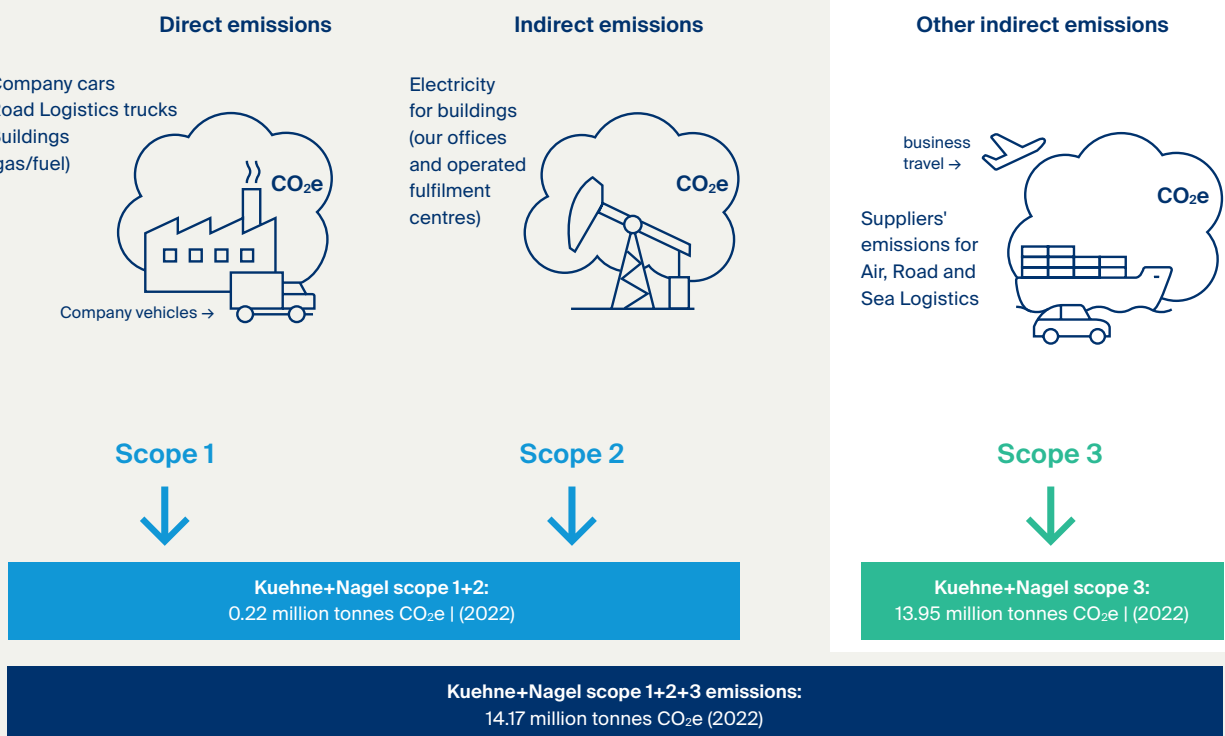 Direct emissions
Company cars
Road Logistics trucks
Buildings
gas/fuel)
CO₂e
Company vehicles →
Scope 1
Indirect emissions
Electricity
for buildings
(our offices
and operated
fulfilment
centres)
CO₂e
Scope 2
Other indirect emissions
business
travel →
CO₂e
Suppliers'
emissions for
Air, Road and
Sea Logistics
Scope 3
Kuehne+Nagel scope 1+2:
0.22 million tonnes CO₂e | (2022)
Kuehne+Nagel scope 3:
13.95 million tonnes CO₂e | (2022)
Kuehne+Nagel scope 1+2+3 emissions:
14.17 million tonnes CO₂e (2022)